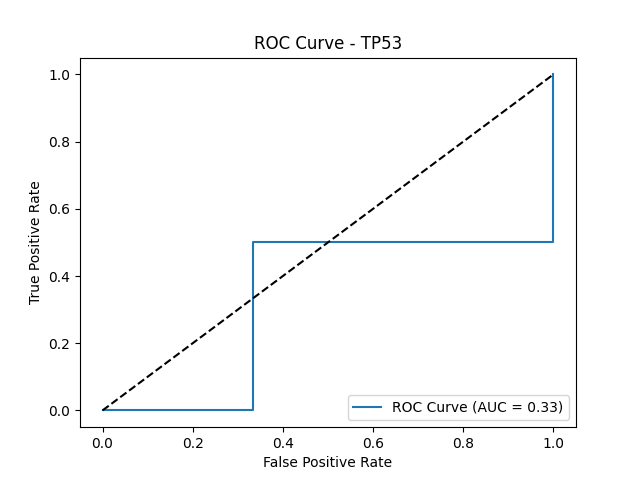 ROC Curve - TP53
1.0
0.8
0.6
0.4
0.2
0.0
True Positive Rate
0.0 0.2 0.4 0.6 0.8 1.0
False Positive Rate
ROC Curve (AUC = 0.33)